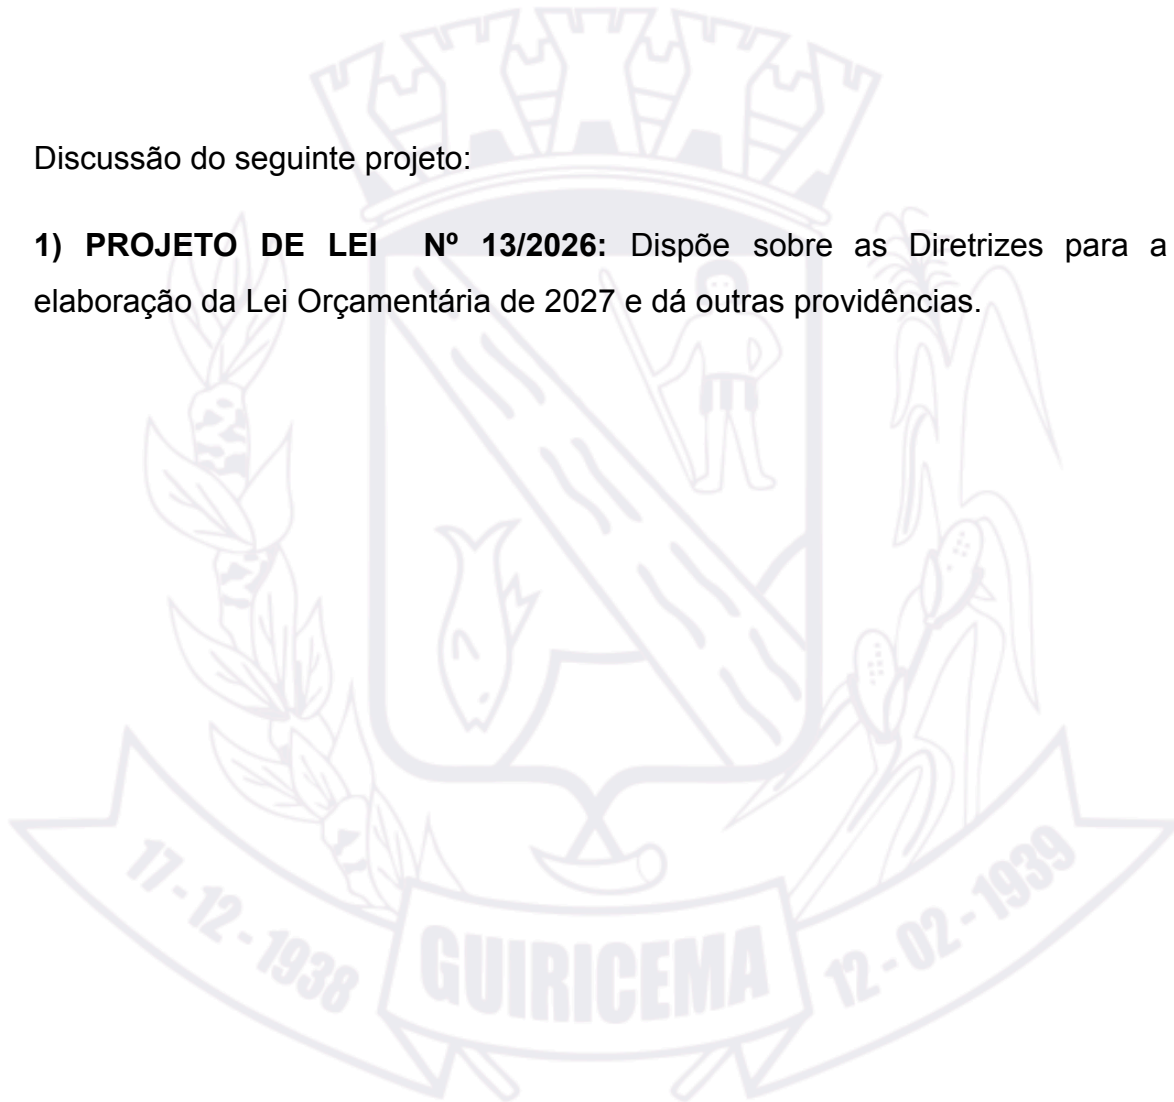 Discussão do seguinte projeto:
1) PROJETO DE LEI Nº 13/2026: Dispõe sobre as Diretrizes para a
elaboração da Lei Orçamentária de 2027 e dá outras providências.
17 - 12 - 1938
GUIRICEMA
12 - 02 - 1939